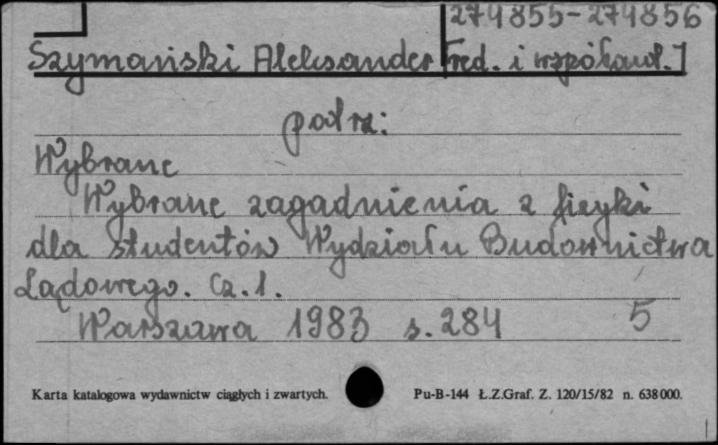 274855-274856
Szymański Aleksander [red. i współaut.]
patrz:
Wybrane
Wybrane zagadnienia z fizyki
dla studentów Wydziału Budownictwa
Lądowego. Cz. 1.
Warszawa 1983 s. 284 5
Karta katalogowa wydawnictw ciągłych i zwartych. Pu-B-144 Ł.Z.Graf. Z. 120/15/82 n. 638000.